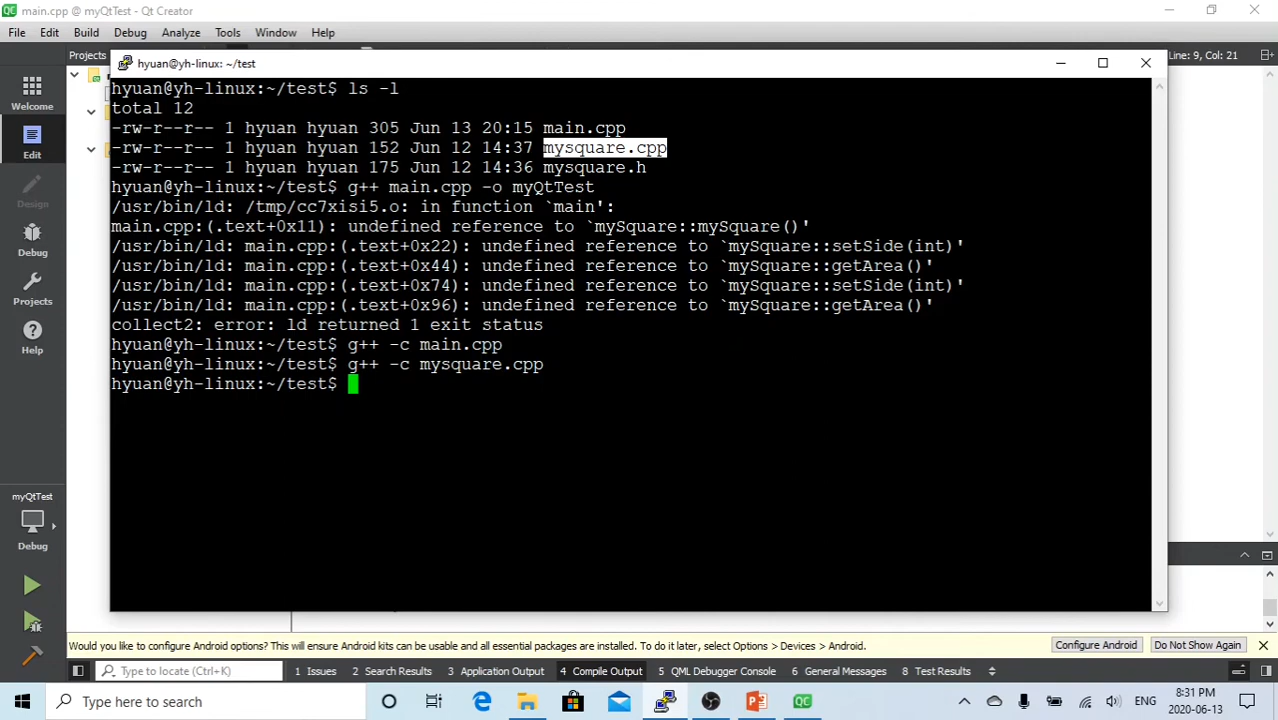 main.cpp @ myQtTest - Qt Creator
File Edit Build Debug Analyze Tools Window Help
Projects
Line: 9, Col: 21
hyuan@yh-linux: ~/test
hyuan@yh-linux:~/test$ ls -l
total 12
-rw-r--r-- 1 hyuan hyuan 305 Jun 13 20:15 main.cpp
-rw-r--r-- 1 hyuan hyuan 152 Jun 12 14:37 mysquare.cpp
-rw-r--r-- 1 hyuan hyuan 175 Jun 12 14:36 mysquare.h
hyuan@yh-linux:~/test$ g++ main.cpp -o myQtTest
/usr/bin/ld: /tmp/cc7xisi5.o: in function `main':
main.cpp:(.text+0x11): undefined reference to `mySquare::mySquare()'
/usr/bin/ld: main.cpp:(.text+0x22): undefined reference to `mySquare::setSide(int)'
/usr/bin/ld: main.cpp:(.text+0x44): undefined reference to `mySquare::getArea()'
/usr/bin/ld: main.cpp:(.text+0x74): undefined reference to `mySquare::setSide(int)'
/usr/bin/ld: main.cpp:(.text+0x96): undefined reference to `mySquare::getArea()'
collect2: error: ld returned 1 exit status
hyuan@yh-linux:~/test$ g++ -c main.cpp
hyuan@yh-linux:~/test$ g++ -c mysquare.cpp
hyuan@yh-linux:~/test$
QC
Welcome
Edit
Design
Debug
Projects
Help
myQtTest
Debug
Would you like to configure Android options? This will ensure Android kits can be usable and all essential packages are installed. To do it later, select Options > Devices > Android.
Configure Android
Do Not Show Again
Type to locate (Ctrl+K)
1 Issues 2 Search Results 3 Application Output 4 Compile Output 5 QML Debugger Console 6 General Messages 8 Test Results
Type here to search
QC
ENG
8:31 PM
2020-06-13